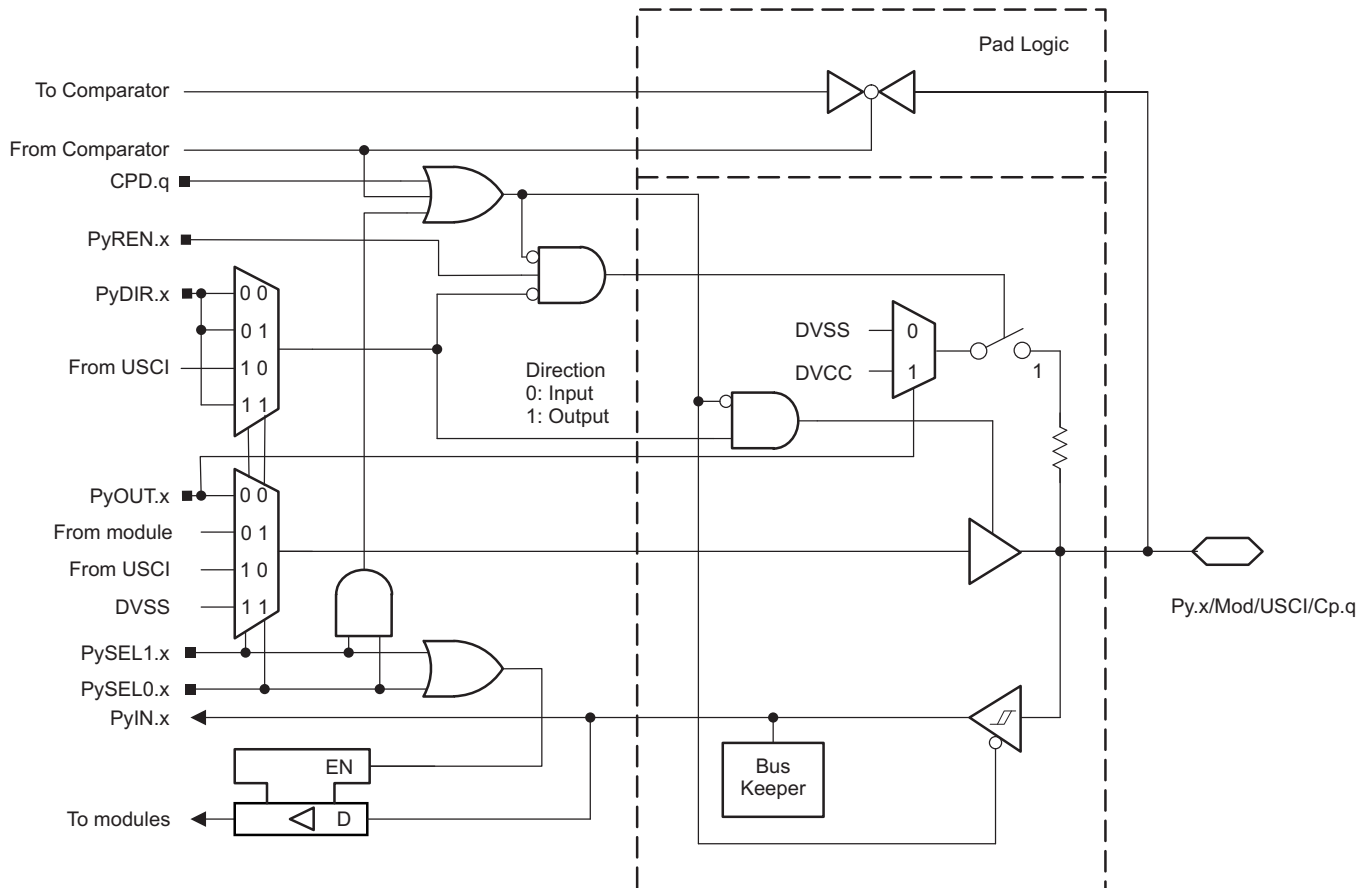 Pad Logic
To Comparator
From Comparator
CPD.q
PyREN.x
PyDIR.x
0 0
0 1
From USCI
1 0
1 1
Direction
0: Input
1: Output
DVSS
0
DVCC
1
1
PyOUT.x
0 0
From module
0 1
From USCI
1 0
DVSS
1 1
Py.x/Mod/USCI/Cp.q
PySEL1.x
PySEL0.x
PyIN.x
EN
Bus
Keeper
To modules
D